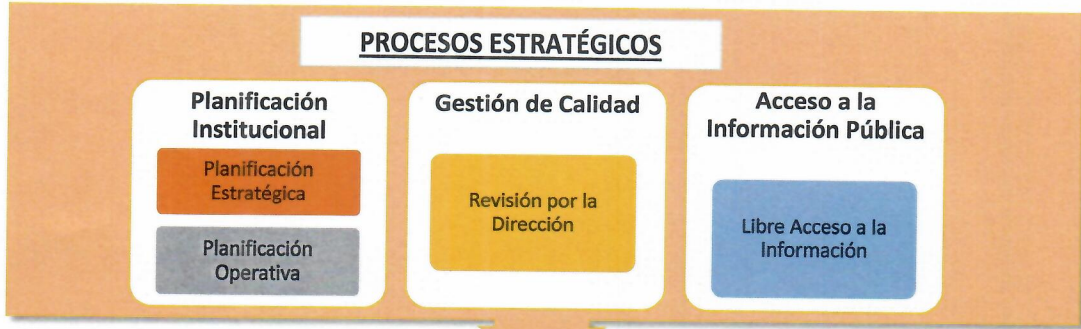 PROCESOS ESTRATÉGICOS
Planificación
Institucional
Planificación
Estratégica
Planificación
Operativa
Gestión de Calidad
Revisión por la
Dirección
Acceso a la
Información Pública
Libre Acceso a la
Información